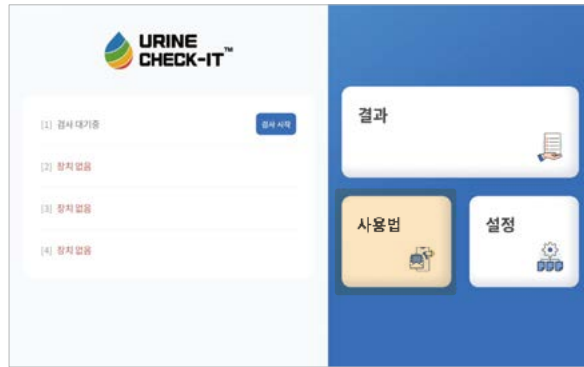 URINE
CHECK-IT™
[1] 검사 대기중
검사 시작
[2] 장치 없음
[3] 장치 없음
[4] 장치 없음
결과
사용법
설정